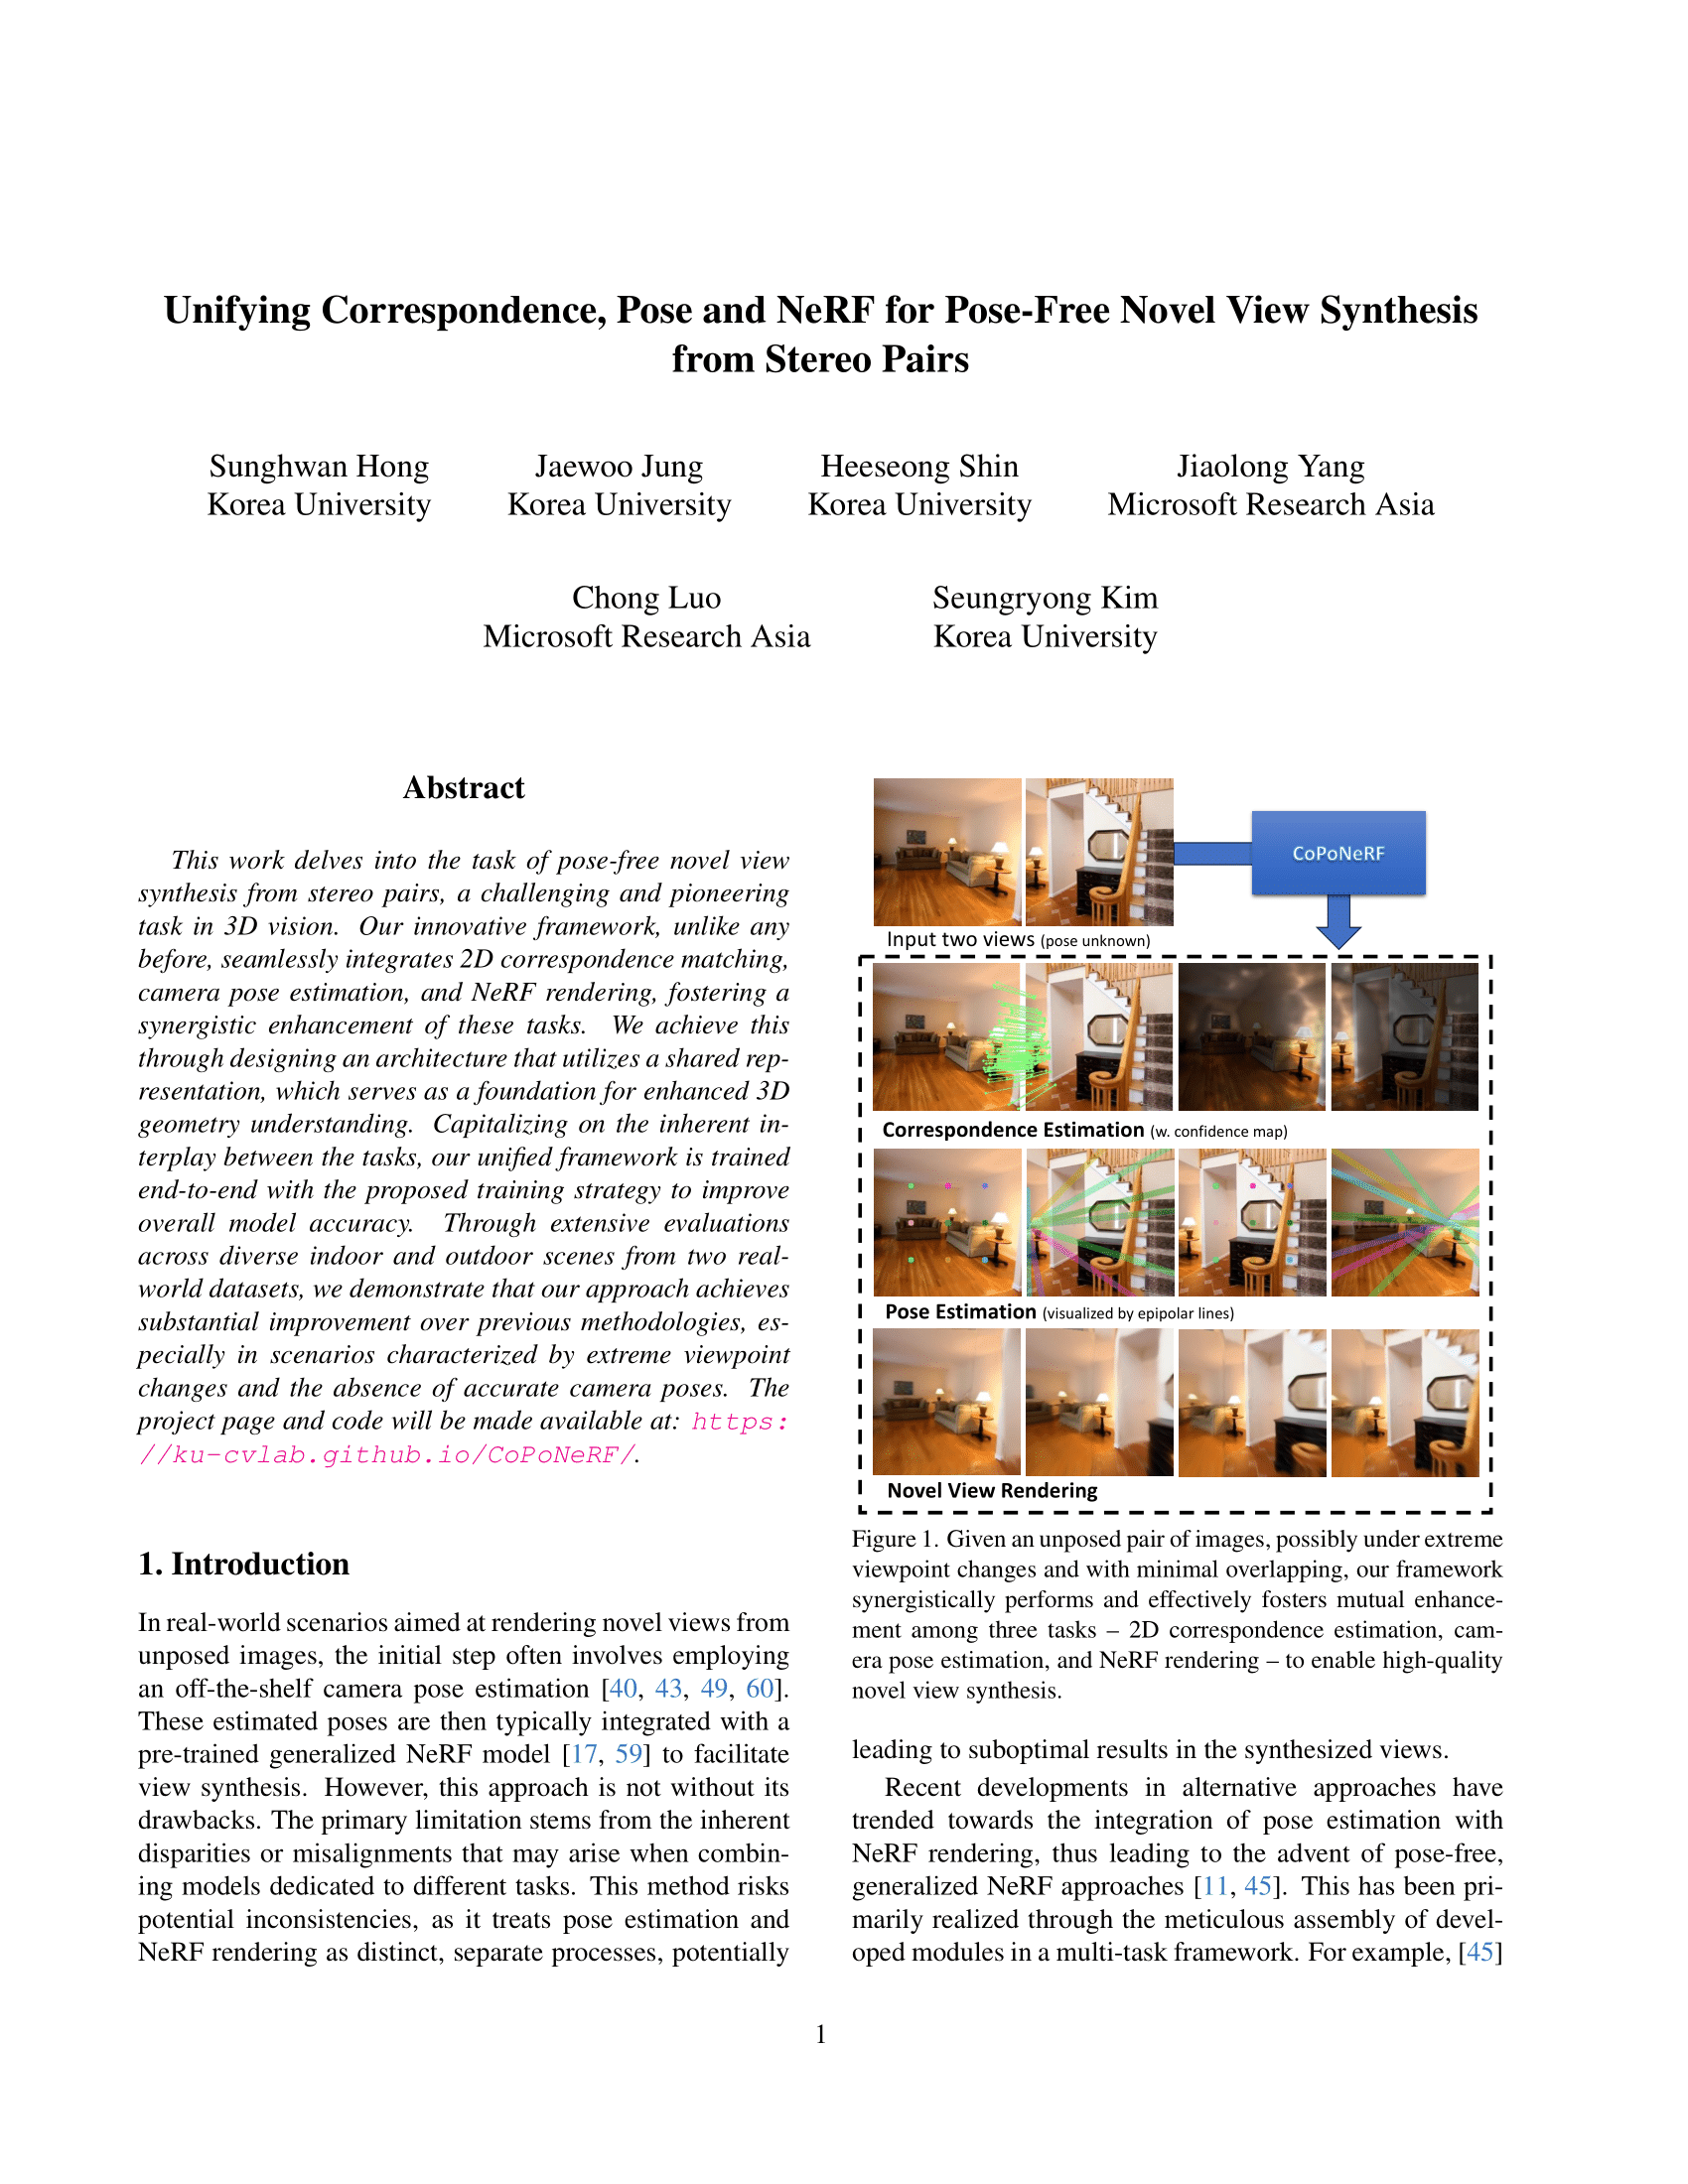 Unifying Correspondence, Pose and NeRF for Pose-Free Novel View Synthesis
from Stereo Pairs
Sunghwan Hong
Korea University
Jaewoo Jung
Korea University
Heeseong Shin
Korea University
Jiaolong Yang
Microsoft Research Asia
Chong Luo
Microsoft Research Asia
Seungryong Kim
Korea University
Abstract
This work delves into the task of pose-free novel view
synthesis from stereo pairs, a challenging and pioneering
task in 3D vision. Our innovative framework, unlike any
before, seamlessly integrates 2D correspondence matching,
camera pose estimation, and NeRF rendering, fostering a
synergistic enhancement of these tasks. We achieve this
through designing an architecture that utilizes a shared rep-
resentation, which serves as a foundation for enhanced 3D
geometry understanding. Capitalizing on the inherent in-
terplay between the tasks, our unified framework is trained
end-to-end with the proposed training strategy to improve
overall model accuracy. Through extensive evaluations
across diverse indoor and outdoor scenes from two real-
world datasets, we demonstrate that our approach achieves
substantial improvement over previous methodologies, es-
pecially in scenarios characterized by extreme viewpoint
changes and the absence of accurate camera poses. The
project page and code will be made available at: https:
//ku-cvlab.github.io/CoPoNeRF/.
1. Introduction
In real-world scenarios aimed at rendering novel views from
unposed images, the initial step often involves employing
an off-the-shelf camera pose estimation [40, 43, 49, 60].
These estimated poses are then typically integrated with a
pre-trained generalized NeRF model [17, 59] to facilitate
view synthesis. However, this approach is not without its
drawbacks. The primary limitation stems from the inherent
disparities or misalignments that may arise when combin-
ing models dedicated to different tasks. This method risks
potential inconsistencies, as it treats pose estimation and
NeRF rendering as distinct, separate processes, potentially
CoPoNeRF
Input two views (pose unknown)
Correspondence Estimation (w. confidence map)
Pose Estimation (visualized by epipolar lines)
Novel View Rendering
Figure 1. Given an unposed pair of images, possibly under extreme
viewpoint changes and with minimal overlapping, our framework
synergistically performs and effectively fosters mutual enhance-
ment among three tasks – 2D correspondence estimation, cam-
era pose estimation, and NeRF rendering – to enable high-quality
novel view synthesis.
leading to suboptimal results in the synthesized views.
Recent developments in alternative approaches have
trended towards the integration of pose estimation with
NeRF rendering, thus leading to the advent of pose-free,
generalized NeRF approaches [11, 45]. This has been pri-
marily realized through the meticulous assembly of devel-
oped modules in a multi-task framework. For example, [45]
1